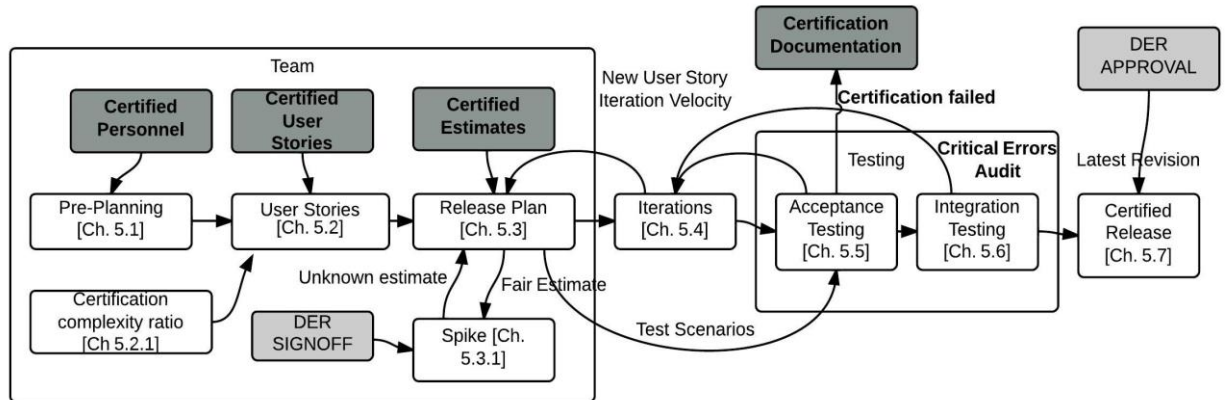 Certification
Documentation
DER
APPROVAL
Team
New User Story
Iteration Velocity
Certified
Personnel
Certified
User
Stories
Certified
Estimates
Certification failed
Testing
Critical Errors
Audit
Latest Revision
Pre-Planning
[Ch. 5.1]
User Stories
[Ch. 5.2]
Release Plan
[Ch. 5.3]
Iterations
[Ch. 5.4]
Acceptance
Testing
[Ch. 5.5]
Integration
Testing
[Ch. 5.6]
Certified
Release
[Ch. 5.7]
Unknown estimate
Fair Estimate
Certification
complexity ratio
[Ch 5.2.1]
DER
SIGNOFF
Spike [Ch.
5.3.1]
Test Scenarios